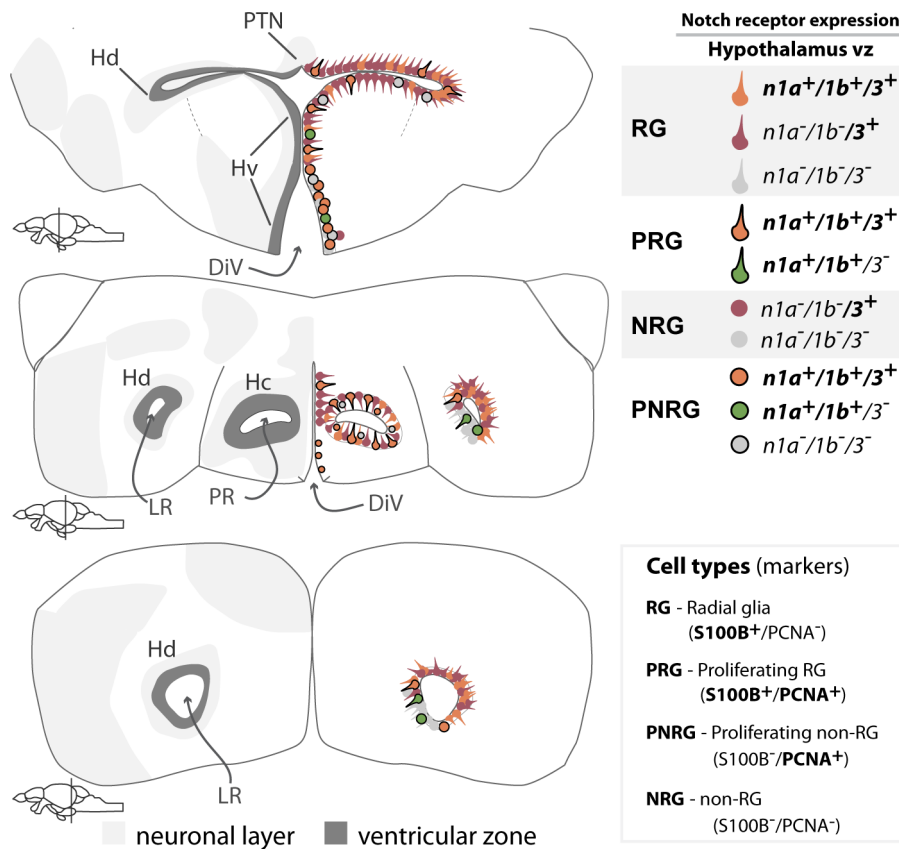 PTN
Hd
Hv
DiV
Hd
Hc
LR
PR
DiV
Hd
LR
neuronal layer
ventricular zone
Notch receptor expression
Hypothalamus vz
RG
n1a⁺/1b⁺/3⁺
n1a⁻/1b⁻/3⁺
n1a⁻/1b⁻/3⁻
PRG
n1a⁺/1b⁺/3⁺
n1a⁺/1b⁺/3⁻
NRG
n1a⁻/1b⁻/3⁺
n1a⁻/1b⁻/3⁻
PNRG
n1a⁺/1b⁺/3⁺
n1a⁺/1b⁺/3⁻
n1a⁻/1b⁻/3⁻
Cell types (markers)
RG - Radial glia
(S100B⁺/PCNA⁻)
PRG - Proliferating RG
(S100B⁺/PCNA⁺)
PNRG - Proliferating non-RG
(S100B⁻/PCNA⁺)
NRG - non-RG
(S100B⁻/PCNA⁻)